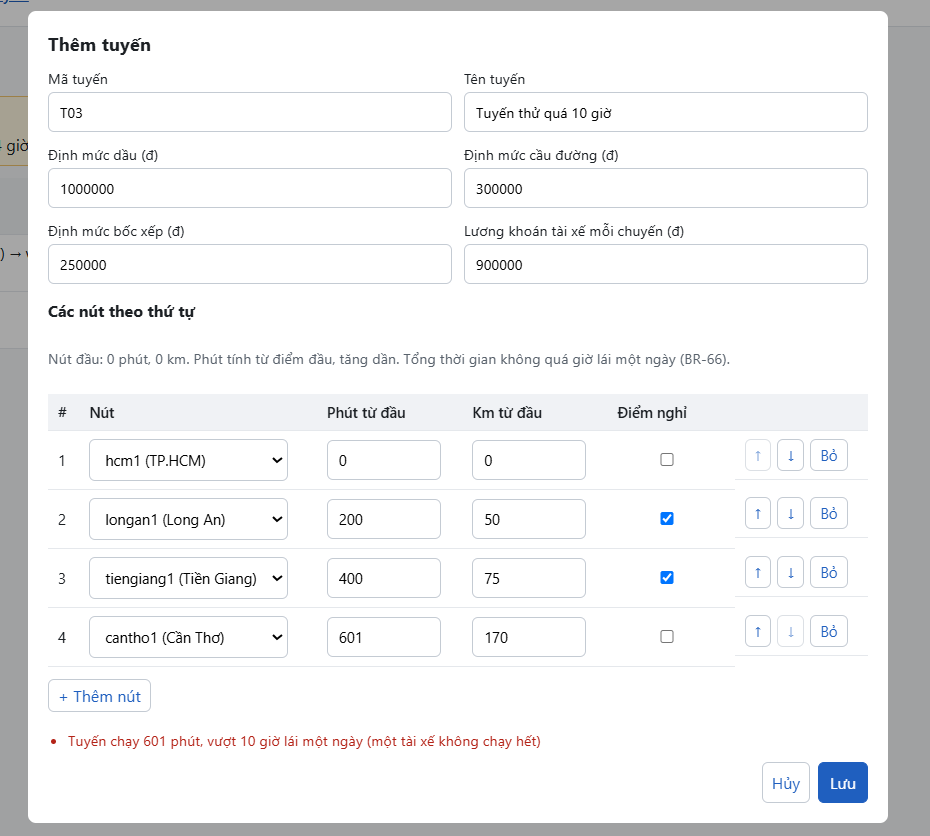 Thêm tuyến
Mã tuyến Tên tuyến
T03 Tuyến thử quá 10 giờ
giờ
Định mức dầu (đ) Định mức cầu đường (đ)
1000000 300000
Định mức bốc xếp (đ) Lương khoán tài xế mỗi chuyến (đ)
) →
250000 900000
Các nút theo thứ tự
Nút đầu: 0 phút, 0 km. Phút tính từ điểm đầu, tăng dần. Tổng thời gian không quá giờ lái một ngày (BR-66).
# Nút Phút từ đầu Km từ đầu Điểm nghỉ
1 hcm1 (TP.HCM) 0 0 ↑ ↓ Bỏ
2 longan1 (Long An) 200 50 ↑ ↓ Bỏ
3 tiengiang1 (Tiền Giang) 400 75 ↑ ↓ Bỏ
4 cantho1 (Cần Thơ) 601 170 ↑ ↓ Bỏ
+ Thêm nút
• Tuyến chạy 601 phút, vượt 10 giờ lái một ngày (một tài xế không chạy hết)
Hủy Lưu